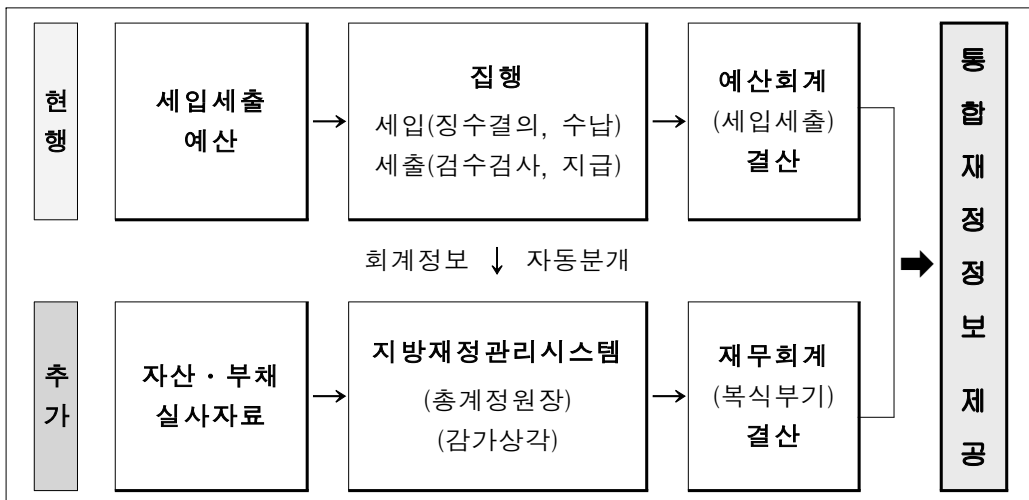 현행
세입세출
예산
집행
세입(징수결의, 수납)
세출(검수검사, 지급)
예산회계
(세입세출)
결산
회계정보 ↓ 자동분개
추가
자산·부채
실사자료
지방재정관리시스템
(총계정원장)
(감가상각)
재무회계
(복식부기)
결산
통합재정정보 제공